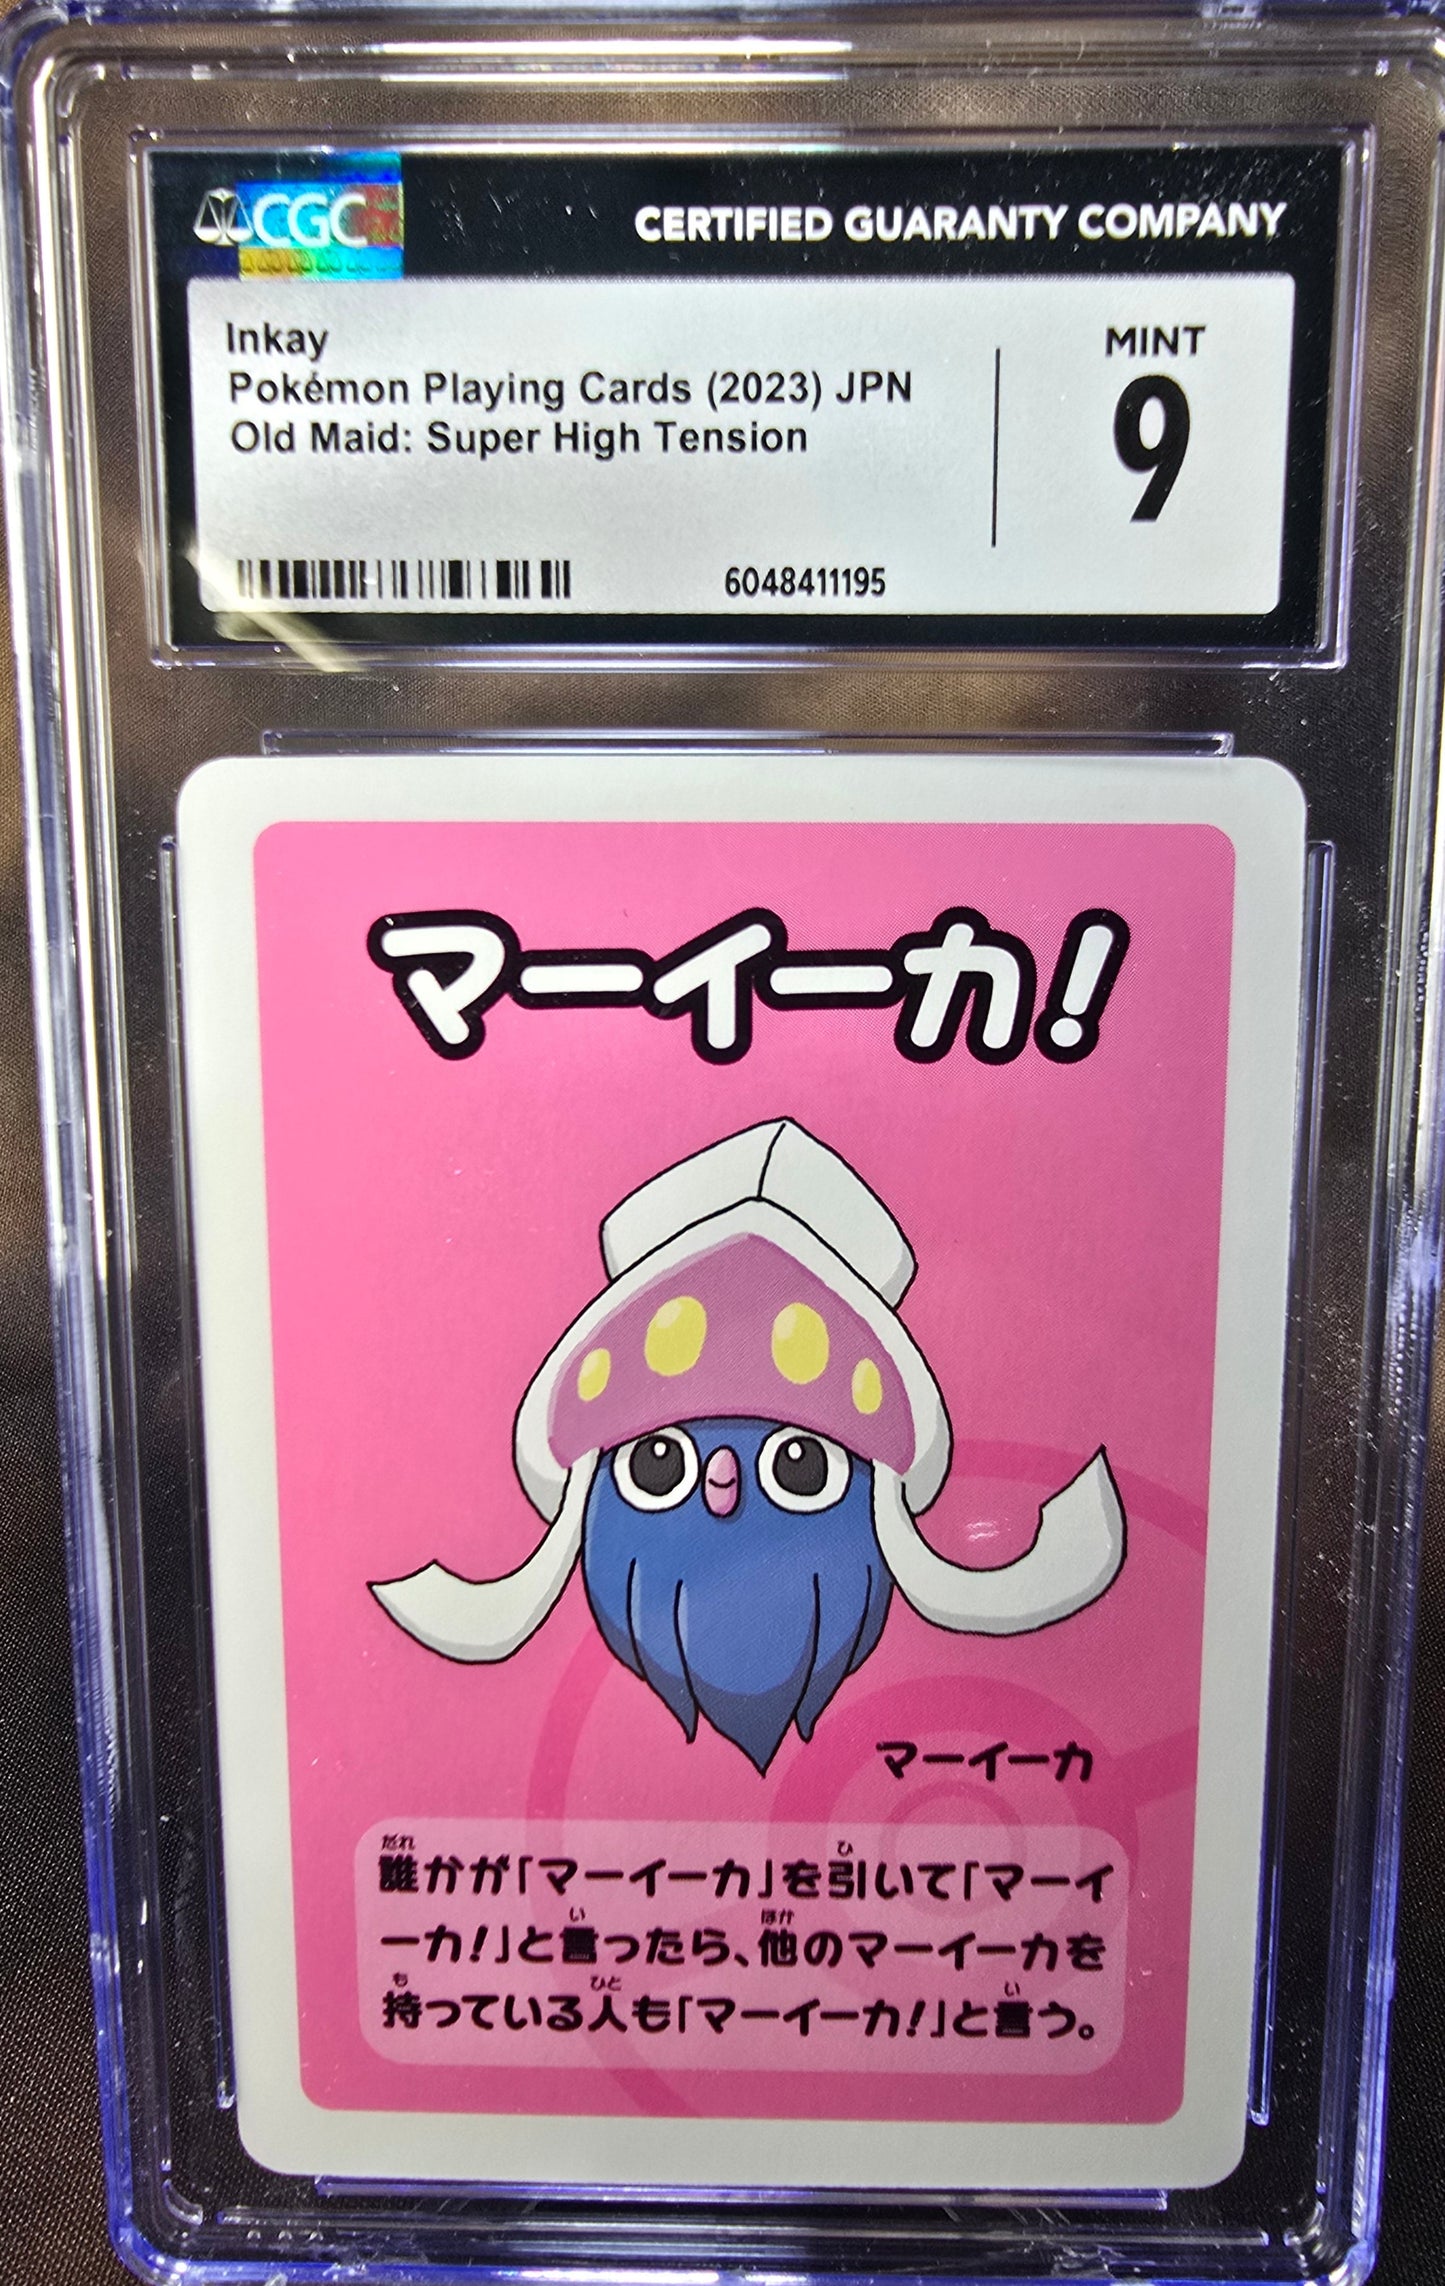 CGC
CERTIFIED GUARANTY COMPANY
Inkay
Pokémon Playing Cards (2023) JPN
Old Maid: Super High Tension
MINT
9
6048411195
マーイーカ!
マーイーカ
だれ ひ
誰かが「マーイーカ」を引いて「マーイ
い ほか
ーカ!」と言ったら、他のマーイーカを
も ひと い
持っている人も「マーイーカ!」と言う。